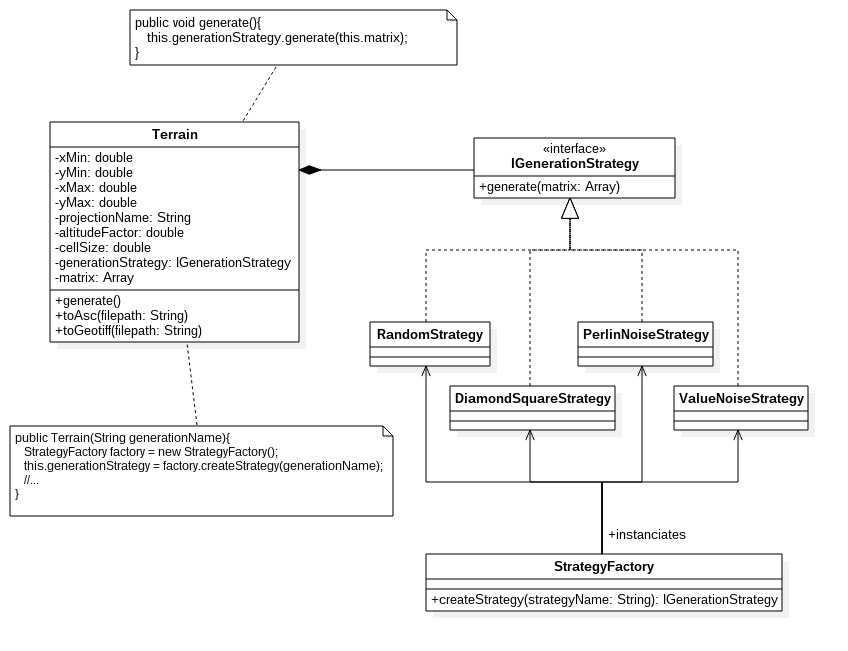 public void generate(){
this.generationStrategy.generate(this.matrix);
}
Terrain
-xMin: double
-yMin: double
-xMax: double
-yMax: double
-projectionName: String
-altitudeFactor: double
-cellSize: double
-generationStrategy: IGenerationStrategy
-matrix: Array
+generate()
+toAsc(filepath: String)
+toGeotiff(filepath: String)
«interface»
IGenerationStrategy
+generate(matrix: Array)
RandomStrategy
PerlinNoiseStrategy
DiamondSquareStrategy
ValueNoiseStrategy
public Terrain(String generationName){
StrategyFactory factory = new StrategyFactory();
this.generationStrategy = factory.createStrategy(generationName);
//...
}
+instanciates
StrategyFactory
+createStrategy(strategyName: String): IGenerationStrategy